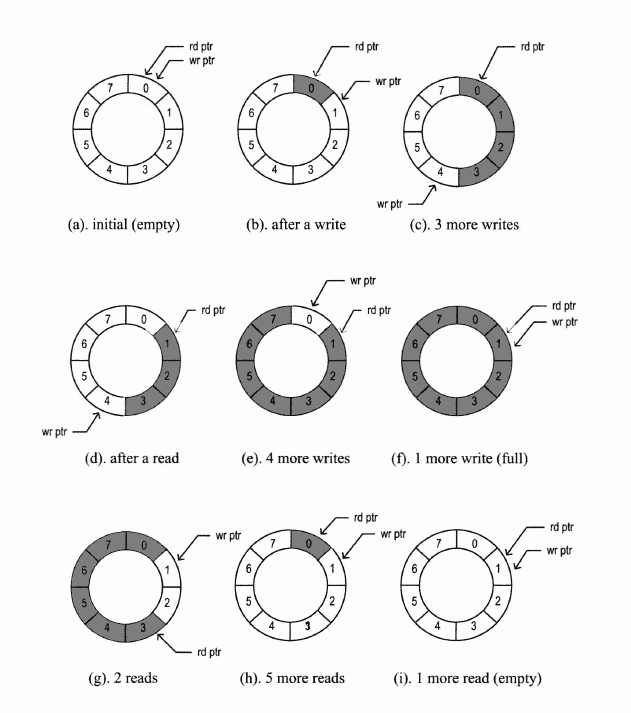 rd ptr
wr ptr
7 0
6 1
5 2
4 3
(a). initial (empty)
rd ptr
wr ptr
7 0
6 1
5 2
4 3
(b). after a write
rd ptr
7 0
6 1
5 2
4 3
wr ptr
(c). 3 more writes
rd ptr
7 0
6 1
5 2
4 3
wr ptr
(d). after a read
wr ptr
rd ptr
7 0
6 1
5 2
4 3
(e). 4 more writes
rd ptr
wr ptr
7 0
6 1
5 2
4 3
(f). 1 more write (full)
wr ptr
7 0
6 1
5 2
4 3
rd ptr
(g). 2 reads
rd ptr
wr ptr
7 0
6 1
5 2
4 3
(h). 5 more reads
rd ptr
wr ptr
7 0
6 1
5 2
4 3
(i). 1 more read (empty)